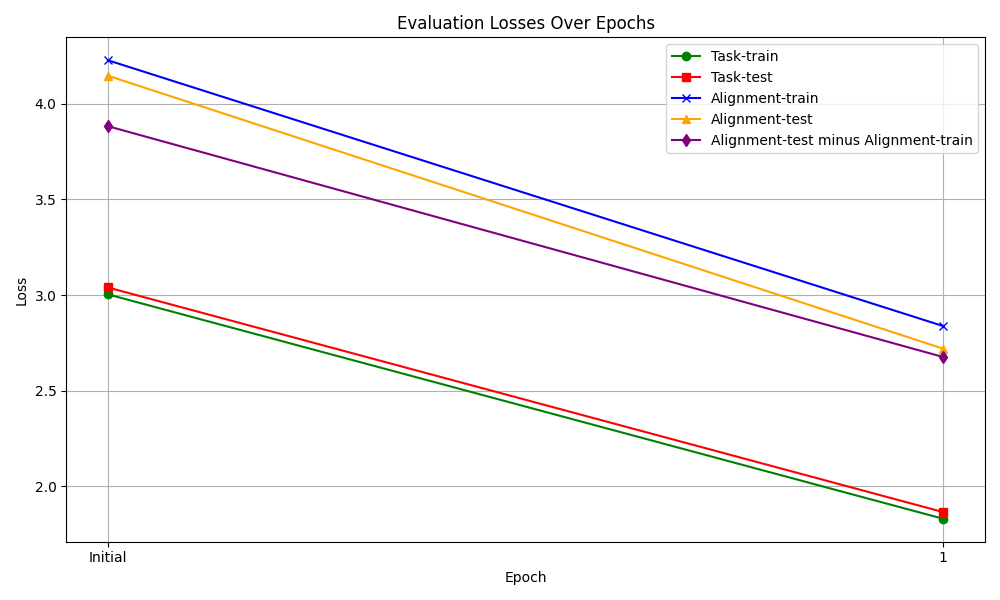 Evaluation Losses Over Epochs
Task-train
Task-test
Alignment-train
Alignment-test
Alignment-test minus Alignment-train
Loss
4.0
3.5
3.0
2.5
2.0
Initial
1
Epoch